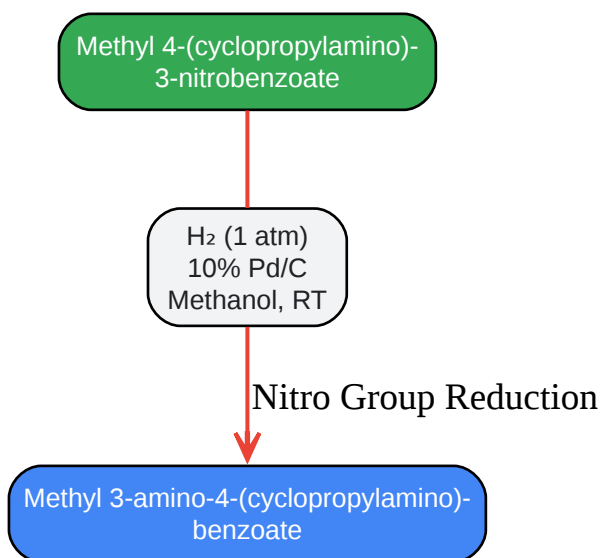 Methyl 4-(cyclopropylamino)-
3-nitrobenzoate
H₂ (1 atm)
10% Pd/C
Methanol, RT
Nitro Group Reduction
Methyl 3-amino-4-(cyclopropylamino)-
benzoate